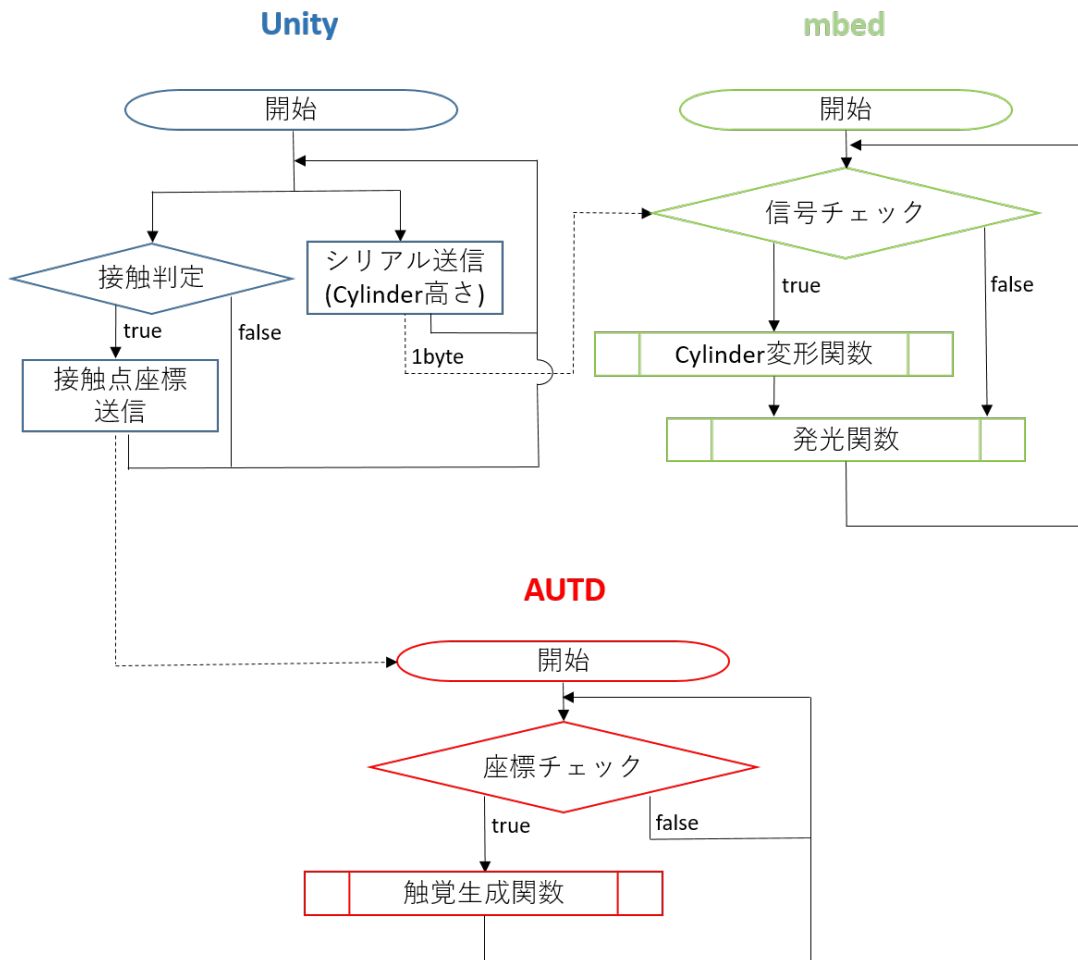 Unity
開始
接触判定
true
false
接触点座標
送信
シリアル送信
(Cylinder高さ)
1byte
mbed
開始
信号チェック
true
false
Cylinder変形関数
発光関数
AUTD
開始
座標チェック
true
false
触覚生成関数